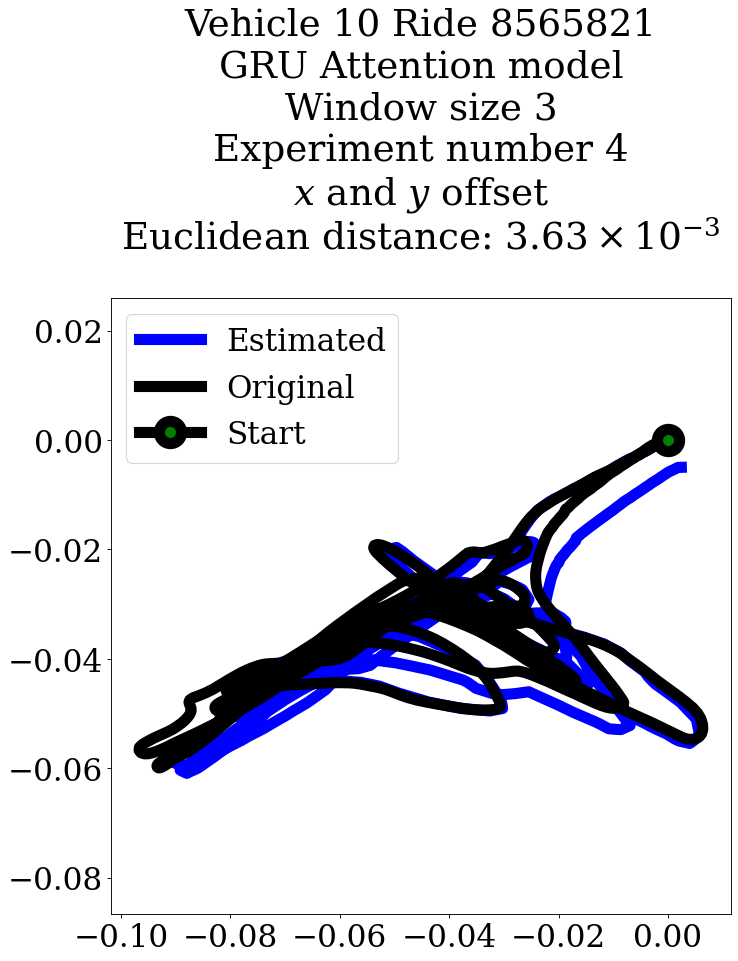 Vehicle 10 Ride 8565821
GRU Attention model
Window size 3
Experiment number 4
x and y offset
Euclidean distance: 3.63 × 10⁻³
Estimated
Original
Start
0.02
0.00
−0.02
−0.04
−0.06
−0.08
−0.10 −0.08 −0.06 −0.04 −0.02 0.00